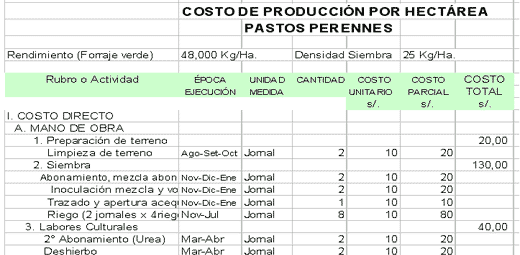 COSTO DE PRODUCCIÓN POR HECTÁREA
PASTOS PERENNES
Rendimiento (Forraje verde) 48,000 Kg/Ha. Densidad Siembra 25 Kg/Ha.
Rubro o Actividad ÉPOCA UNIDAD CANTIDAD COSTO COSTO COSTO
EJECUCIÓN MEDIDA UNITARIO PARCIAL TOTAL
s/. s/. s/.
I. COSTO DIRECTO
A. MANO DE OBRA
1. Preparación de terreno 20,00
Limpieza de terreno Ago-Set-Oct Jornal 2 10 20
2. Siembra 130,00
Abonamiento, mezcla abon Nov-Dic-Ene Jornal 2 10 20
Inoculación mezcla y vo Nov-Dic-Ene Jornal 2 10 20
Trazado y apertura aceq Nov-Dic-Ene Jornal 1 10 10
Riego (2 jornales x 4rieg Nov-Jul Jornal 8 10 80
3. Labores Culturales 40,00
2° Abonamiento (Urea) Mar-Abr Jornal 2 10 20
Deshierbo Mar-Abr Jornal 2 10 20